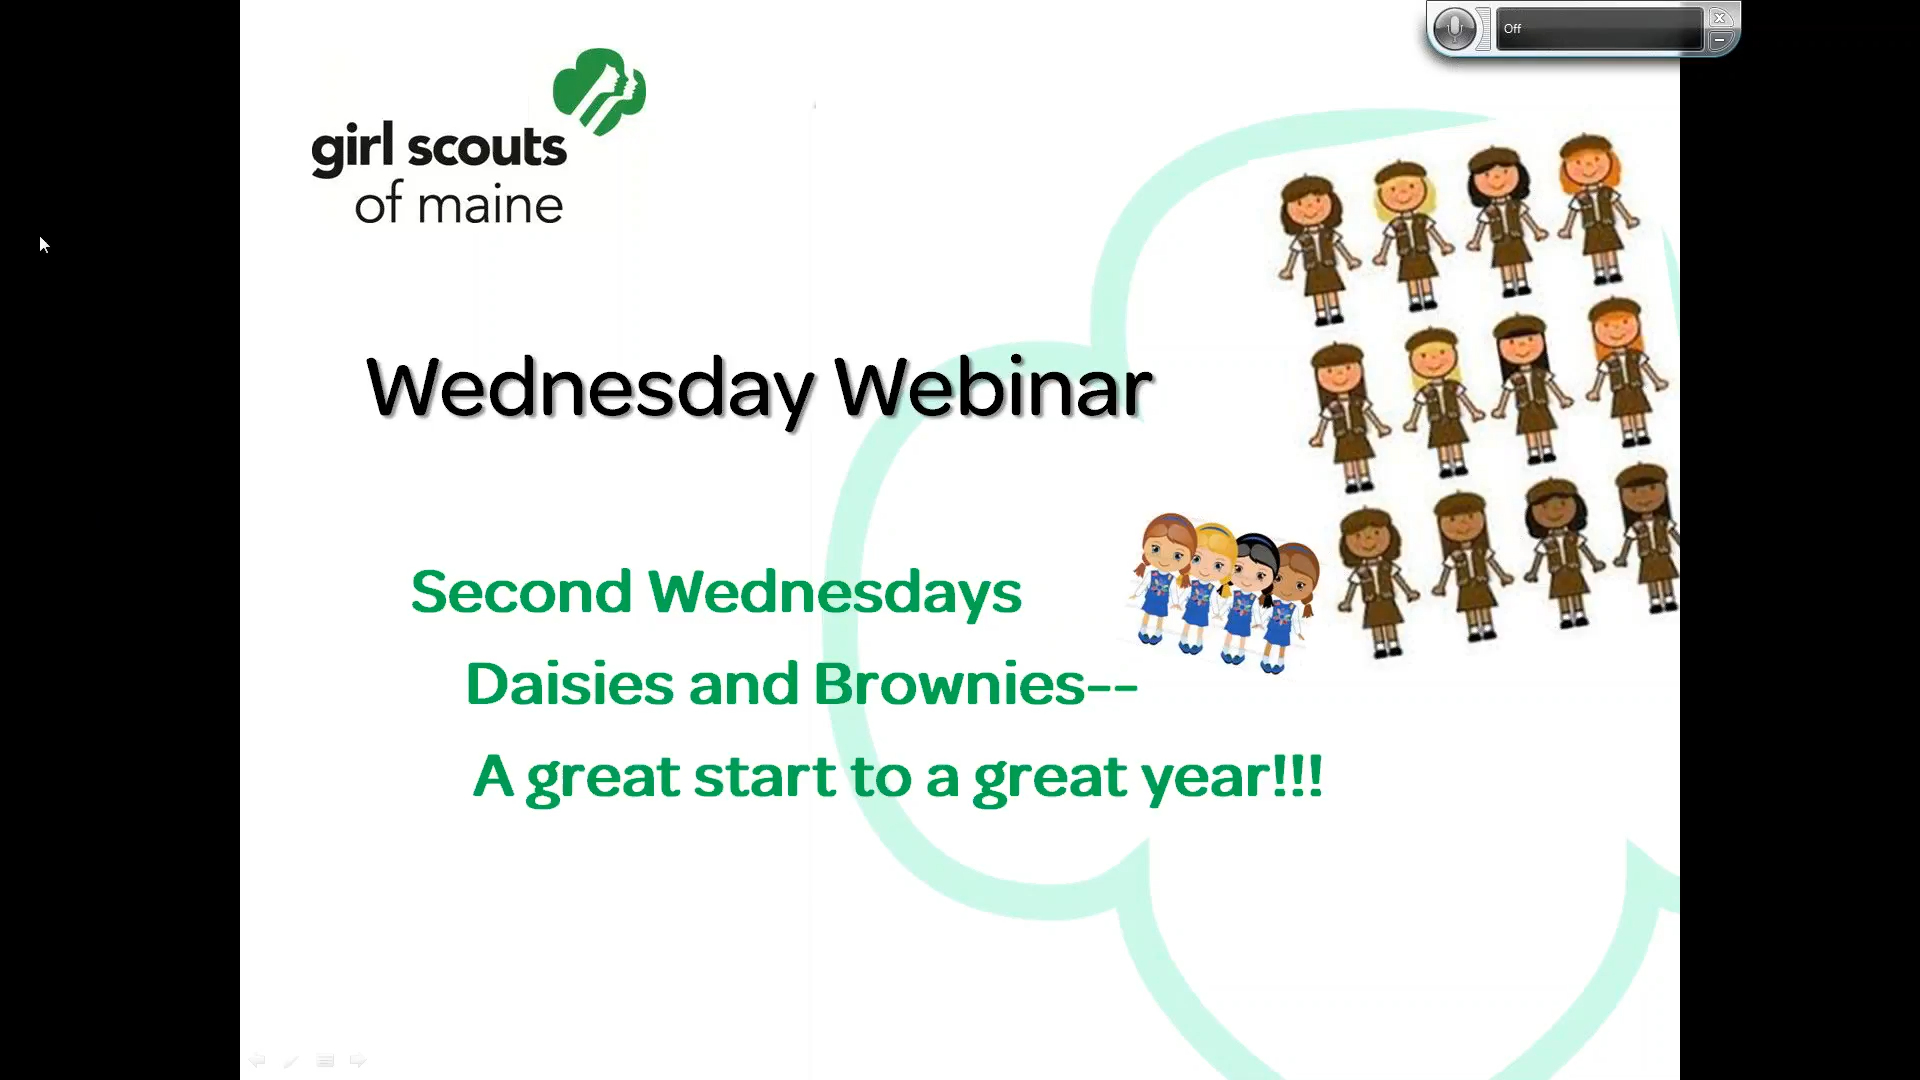 Off
girl scouts
of maine
Wednesday Webinar
Second Wednesdays
Daisies and Brownies--
A great start to a great year!!!